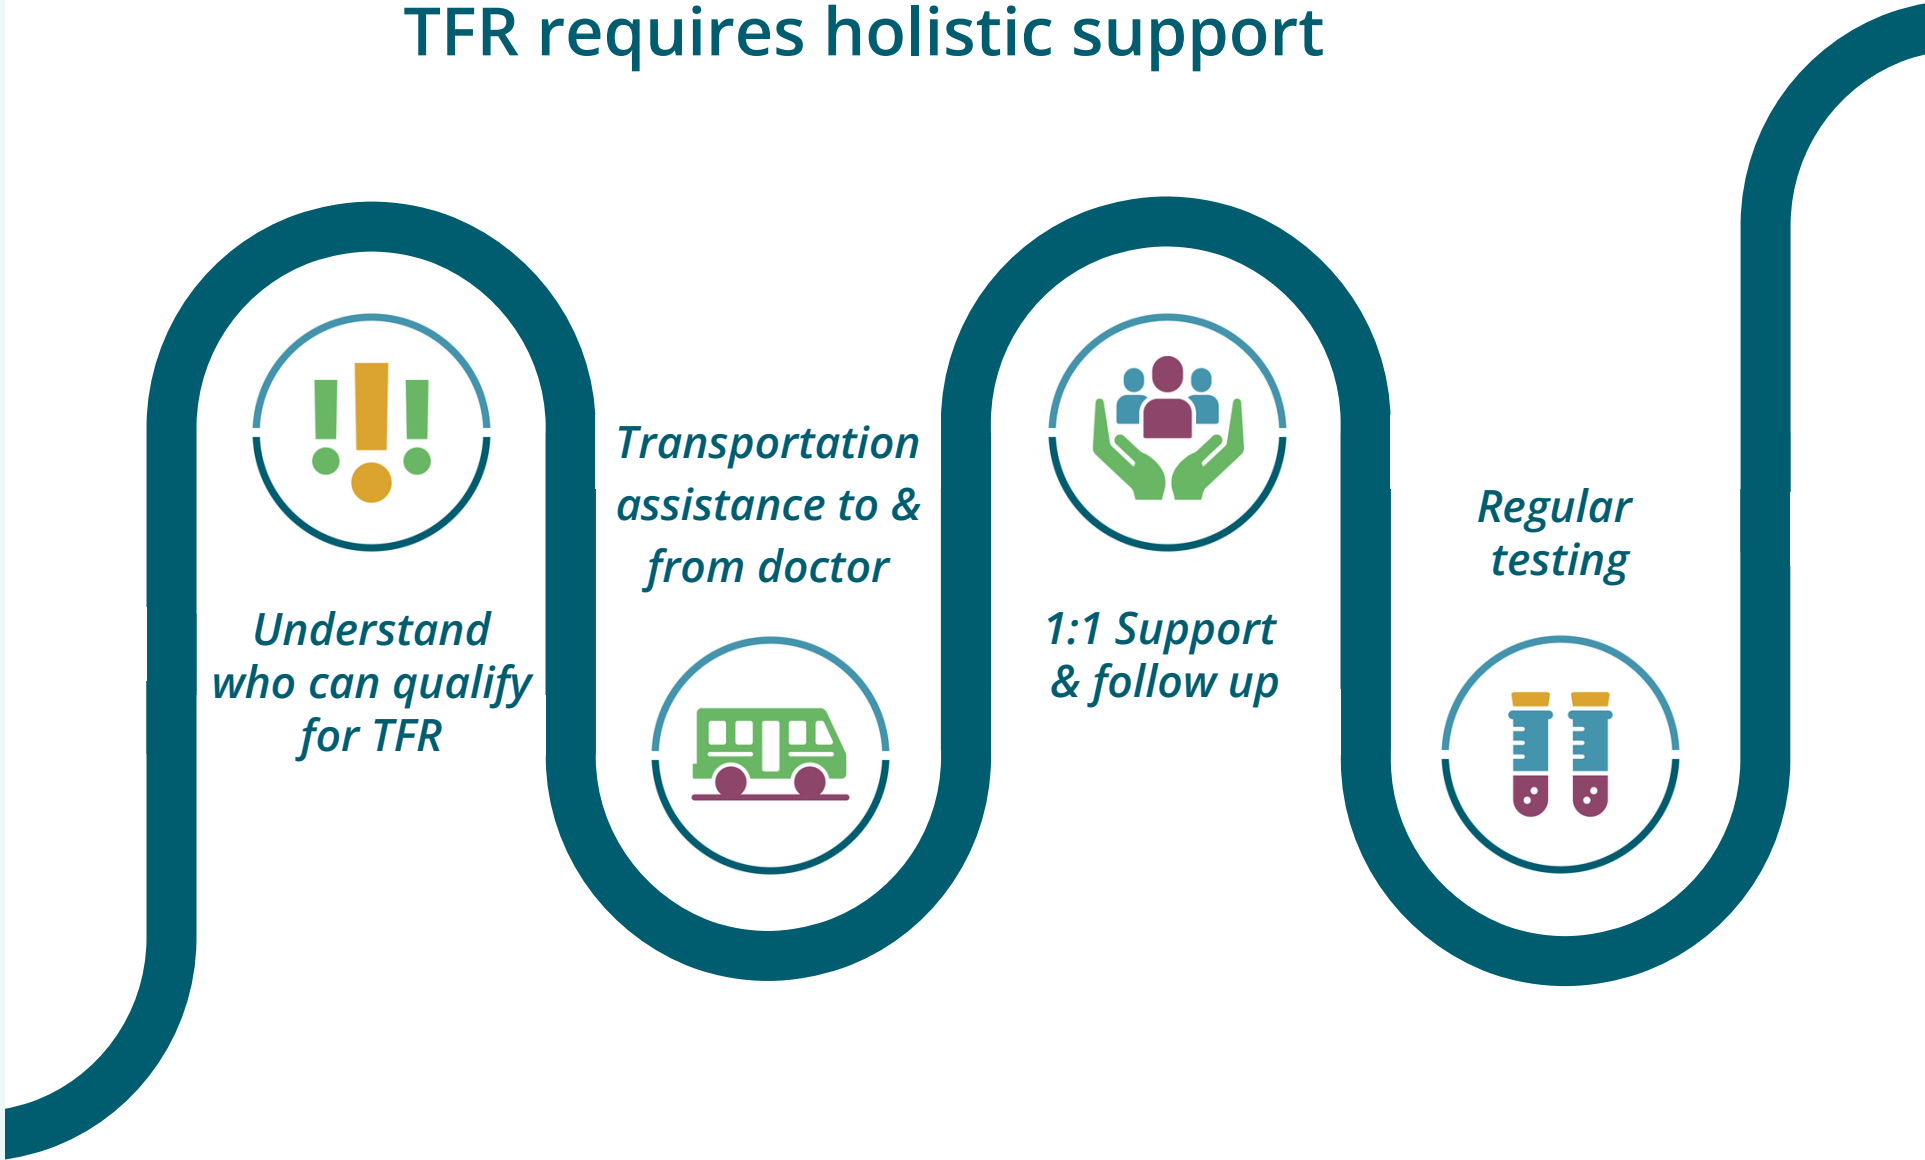 TFR requires holistic support
Understand
who can qualify
for TFR
Transportation
assistance to &
from doctor
1:1 Support
& follow up
Regular
testing